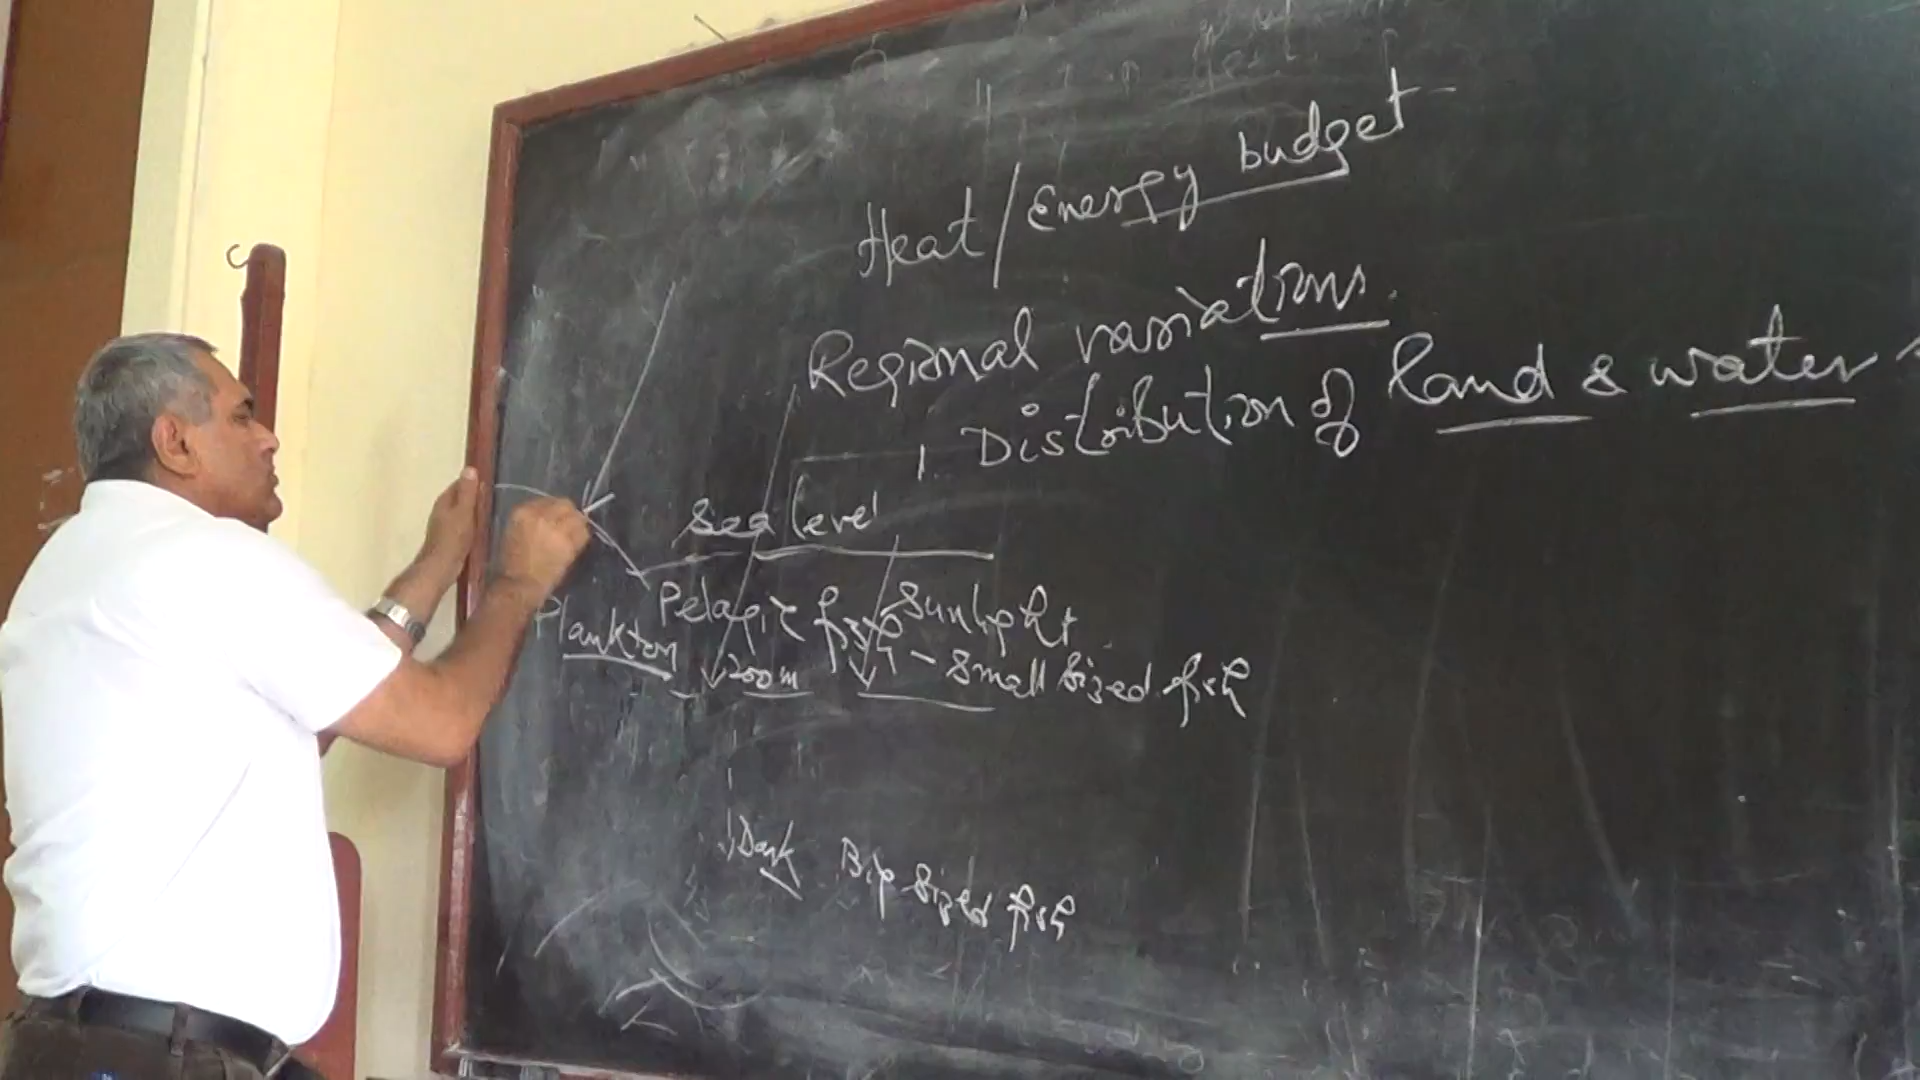 Heat/Energy budget
Regional variations.
1. Distribution of land & water
Sea level
Pelagic fish Sunlight
Plankton
200m - Small sized fish
Dark Big sized fish